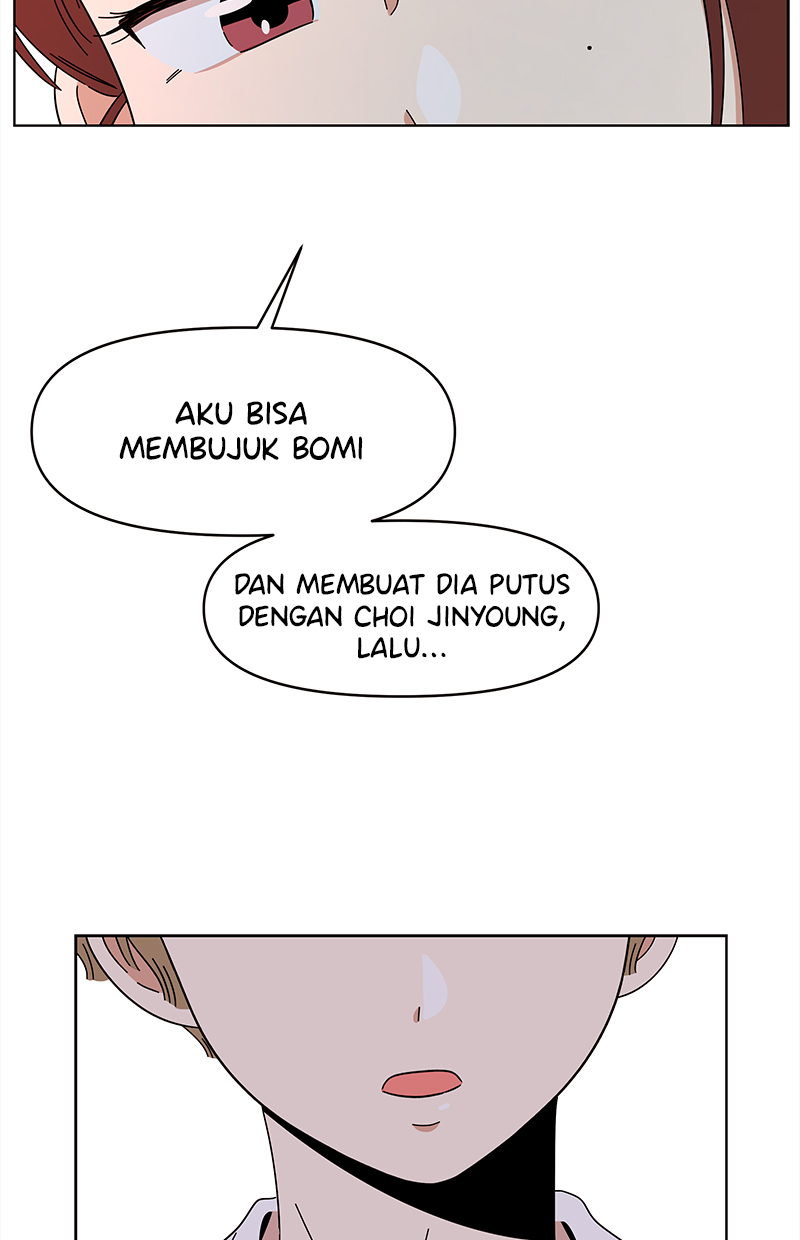 AKU BISA
MEMBUJUK BOMI
DAN MEMBUAT DIA PUTUS
DENGAN CHOI JINYOUNG,
LALU...